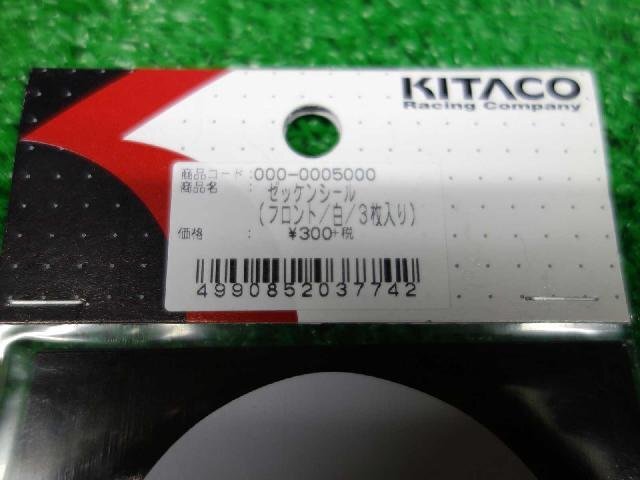 KITACO
Racing Company
商品コード:000-0005000
商品名 : ゼッケンシール
(フロント/白/3枚入り)
価格 : ¥300+税
4990852037742